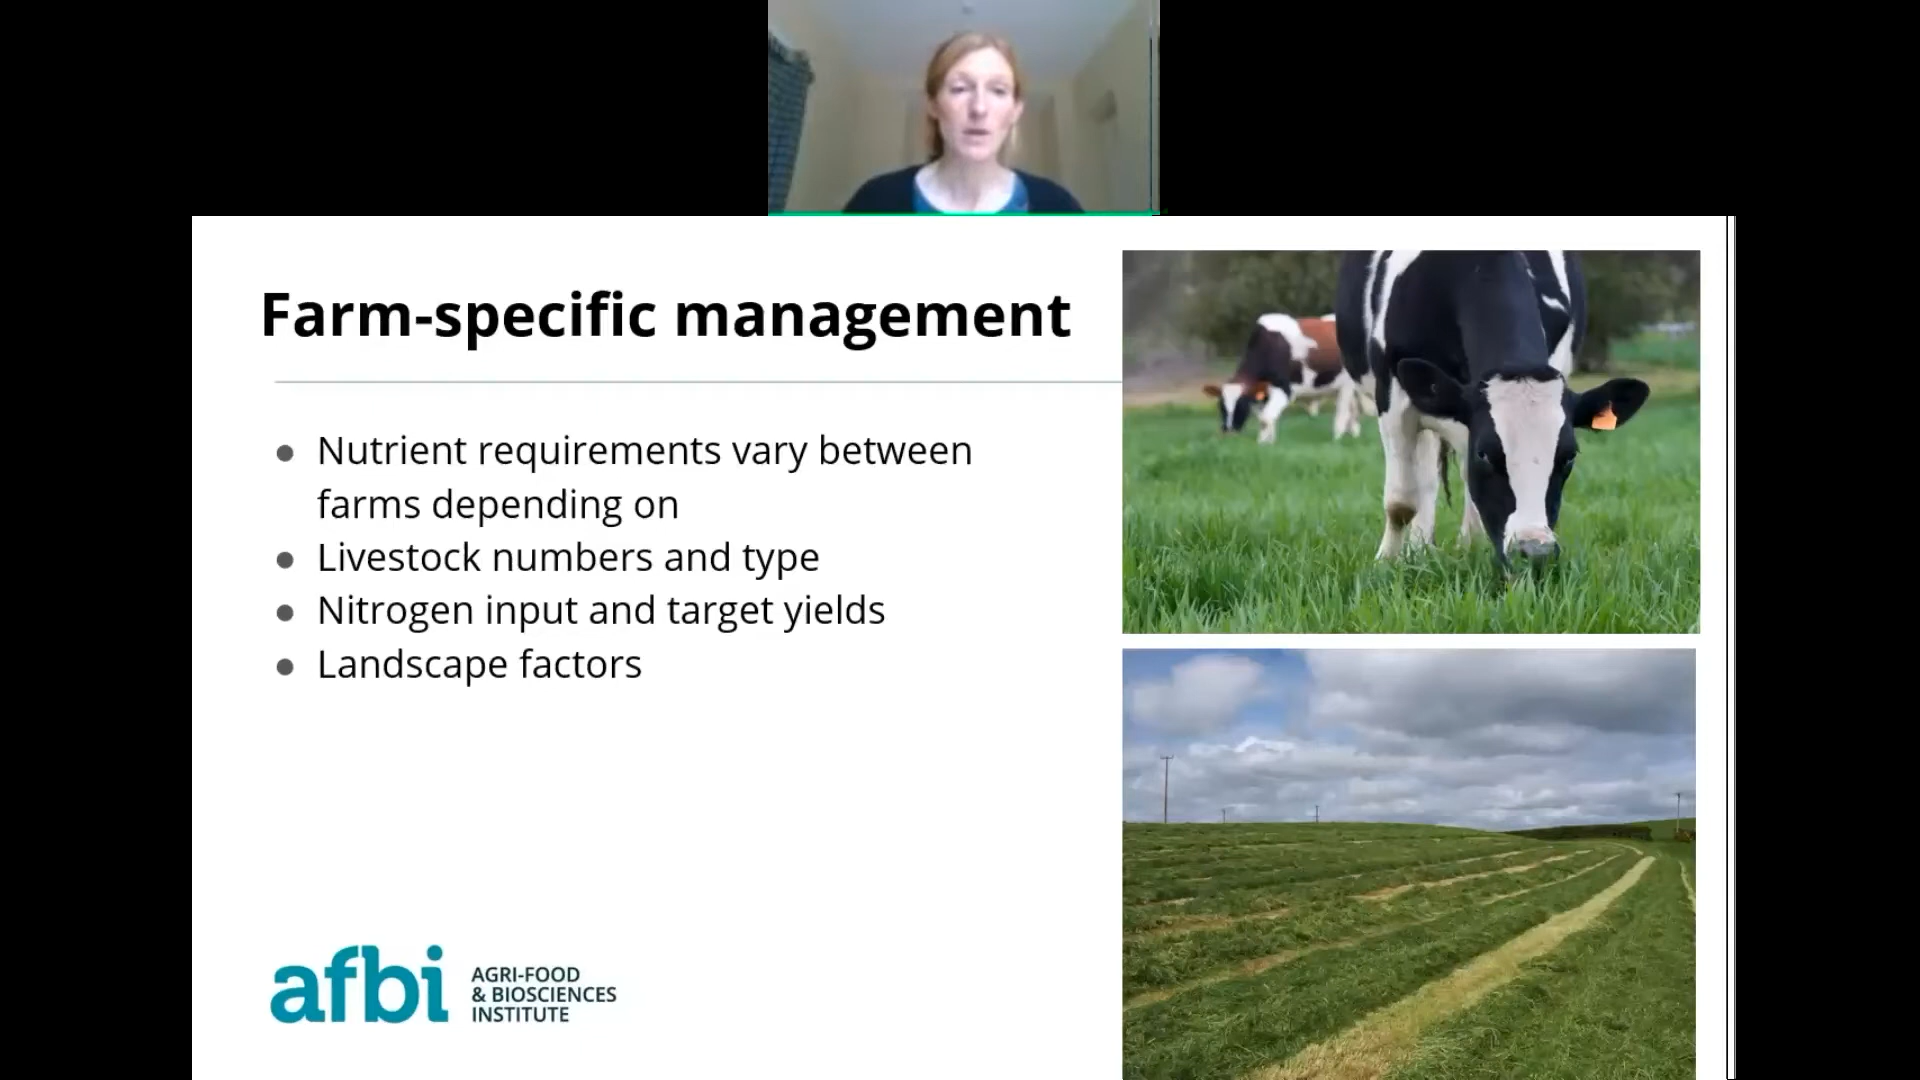 Farm-specific management
Nutrient requirements vary between
farms depending on
Livestock numbers and type
Nitrogen input and target yields
Landscape factors
afbi
AGRI-FOOD
& BIOSCIENCES
INSTITUTE